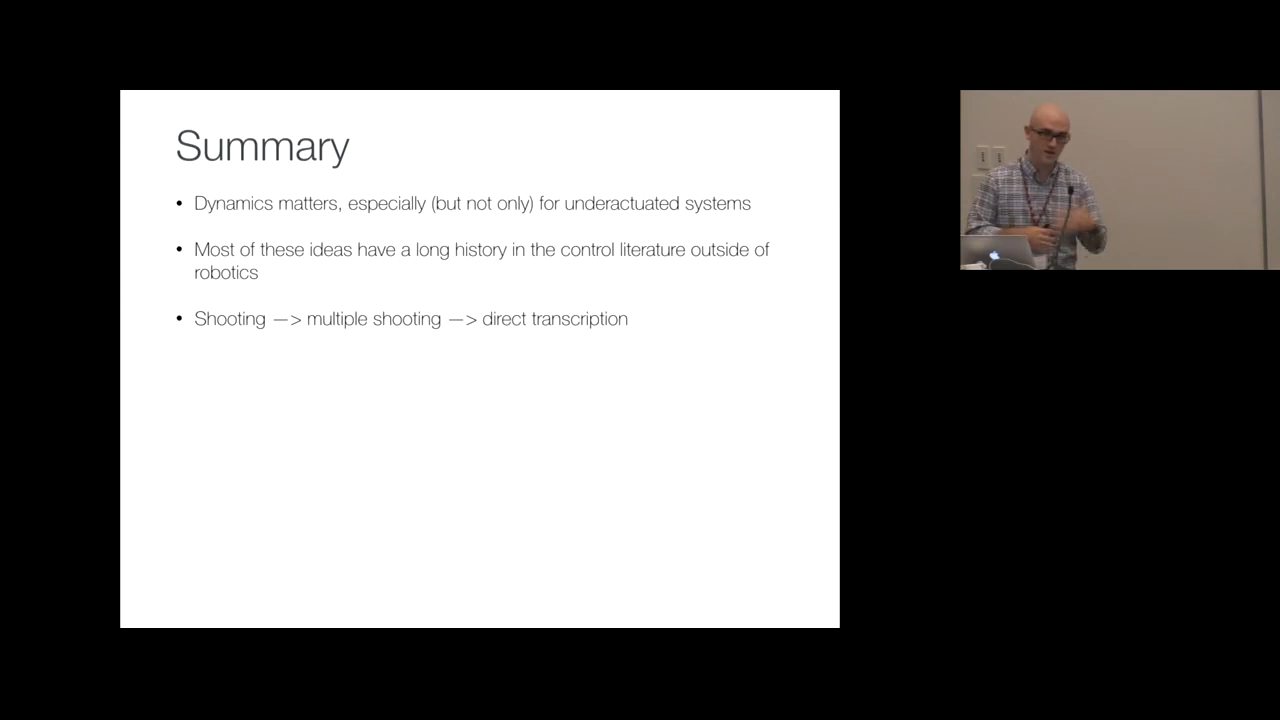 Summary
• Dynamics matters, especially (but not only) for underactuated systems
• Most of these ideas have a long history in the control literature outside of
robotics
• Shooting —> multiple shooting —> direct transcription